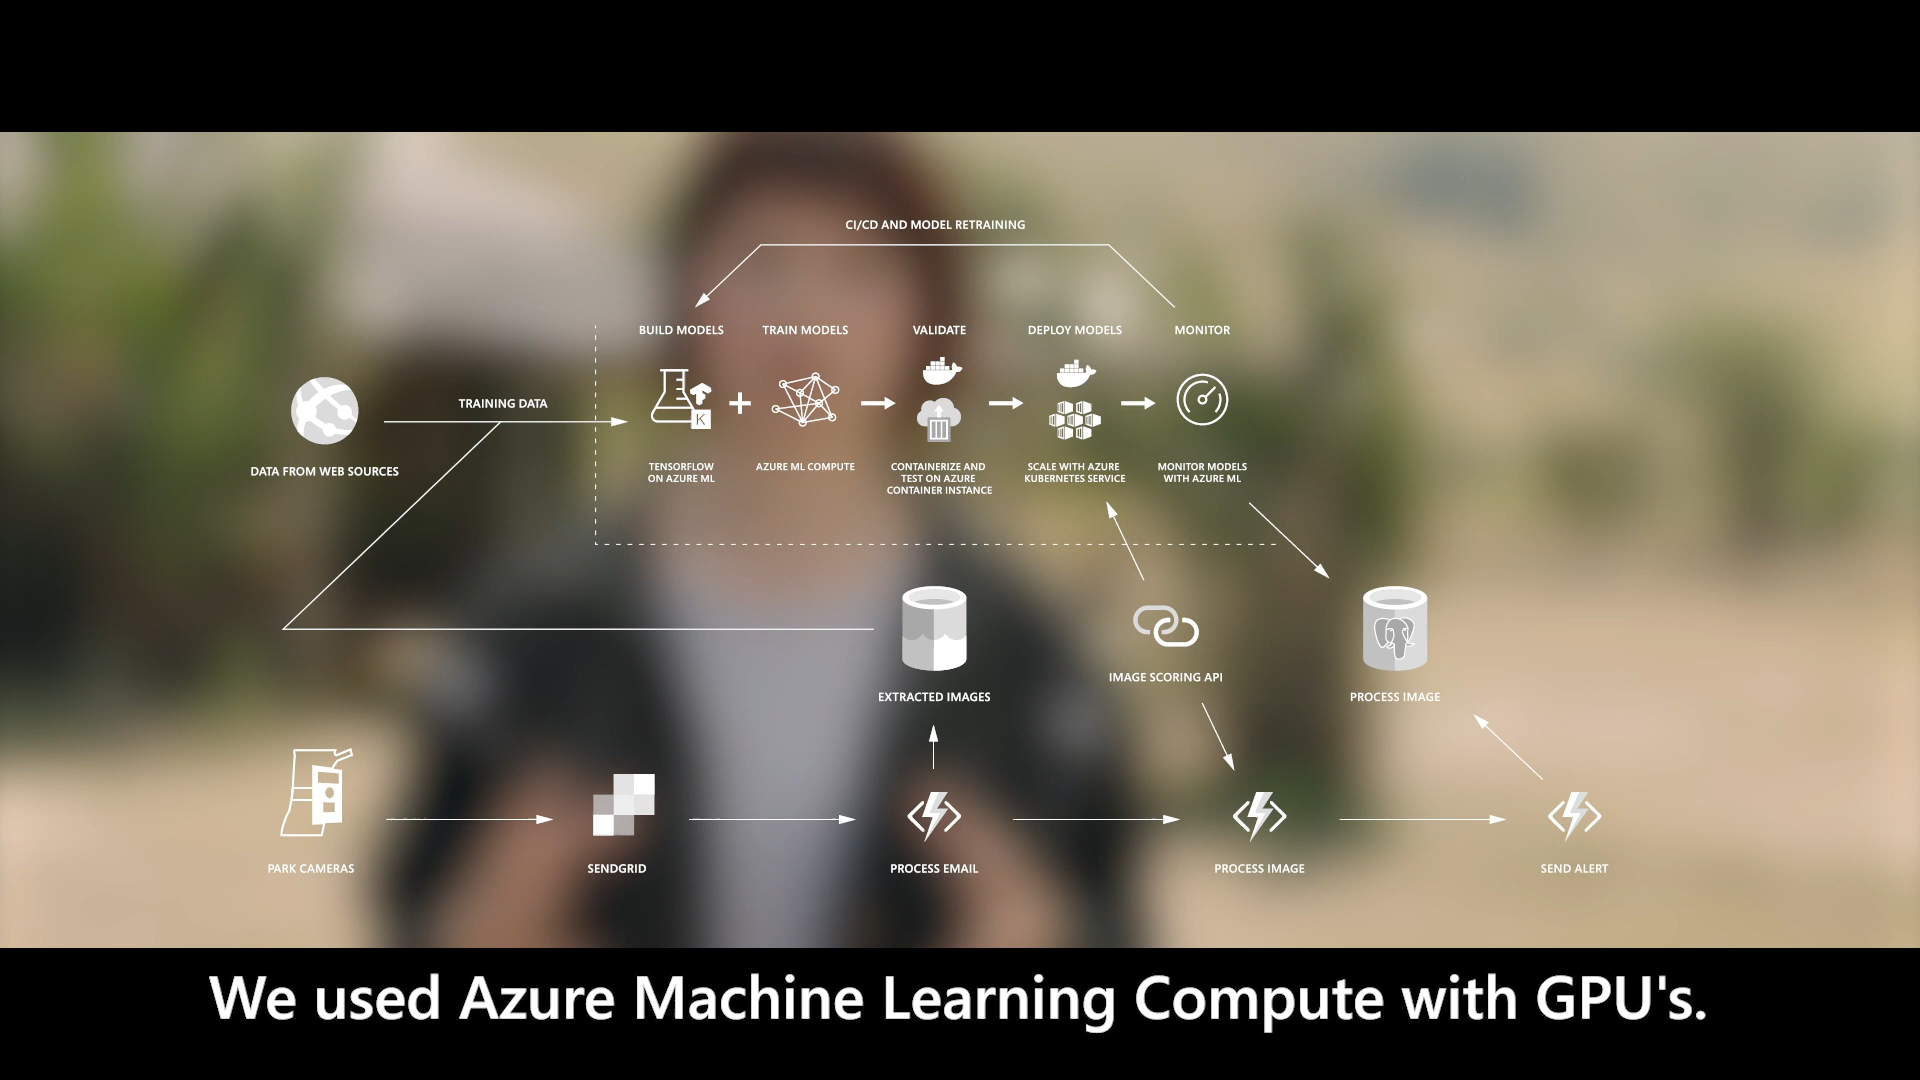 CI/CD AND MODEL RETRAINING
BUILD MODELS
TRAIN MODELS
VALIDATE
DEPLOY MODELS
MONITOR
TRAINING DATA
K
DATA FROM WEB SOURCES
TENSORFLOW
ON AZURE ML
AZURE ML COMPUTE
CONTAINERIZE AND
TEST ON AZURE
CONTAINER INSTANCE
SCALE WITH AZURE
KUBERNETES SERVICE
MONITOR MODELS
WITH AZURE ML
EXTRACTED IMAGES
IMAGE SCORING API
PROCESS IMAGE
PARK CAMERAS
SENDGRID
PROCESS EMAIL
PROCESS IMAGE
SEND ALERT
We used Azure Machine Learning Compute with GPU's.